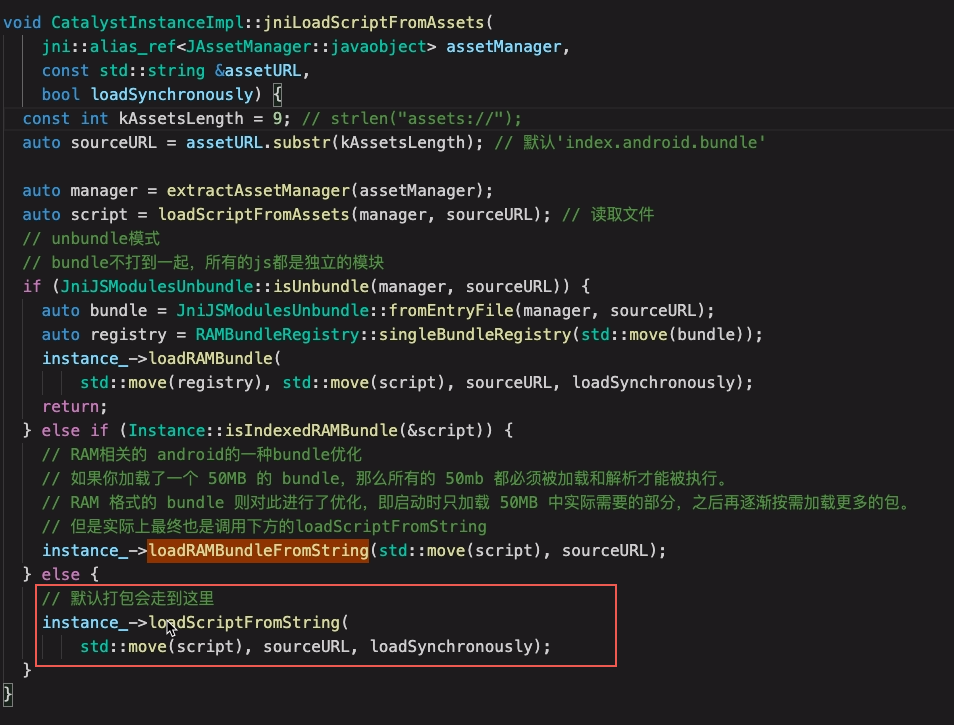 void CatalystInstanceImpl::jniLoadScriptFromAssets(
jni::alias_ref<JAssetManager::javaobject> assetManager,
const std::string &assetURL,
bool loadSynchronously) {
const int kAssetsLength = 9; // strlen("assets://");
auto sourceURL = assetURL.substr(kAssetsLength); // 默认'index.android.bundle'
auto manager = extractAssetManager(assetManager);
auto script = loadScriptFromAssets(manager, sourceURL); // 读取文件
// unbundle模式
// bundle不打到一起，所有的js都是独立的模块
if (JniJSModulesUnbundle::isUnbundle(manager, sourceURL)) {
auto bundle = JniJSModulesUnbundle::fromEntryFile(manager, sourceURL);
auto registry = RAMBundleRegistry::singleBundleRegistry(std::move(bundle));
instance_->loadRAMBundle(
std::move(registry), std::move(script), sourceURL, loadSynchronously);
return;
} else if (Instance::isIndexedRAMBundle(&script)) {
// RAM相关的 android的一种bundle优化
// 如果你加载了一个 50MB 的 bundle，那么所有的 50mb 都必须被加载和解析才能被执行。
// RAM 格式的 bundle 则对此进行了优化，即启动时只加载 50MB 中实际需要的部分，之后再逐渐按需加载更多的包。
// 但是实际上最终也是调用下方的loadScriptFromString
instance_->loadRAMBundleFromString(std::move(script), sourceURL);
} else {
// 默认打包会走到这里
instance_->loadScriptFromString(
std::move(script), sourceURL, loadSynchronously);
}
}